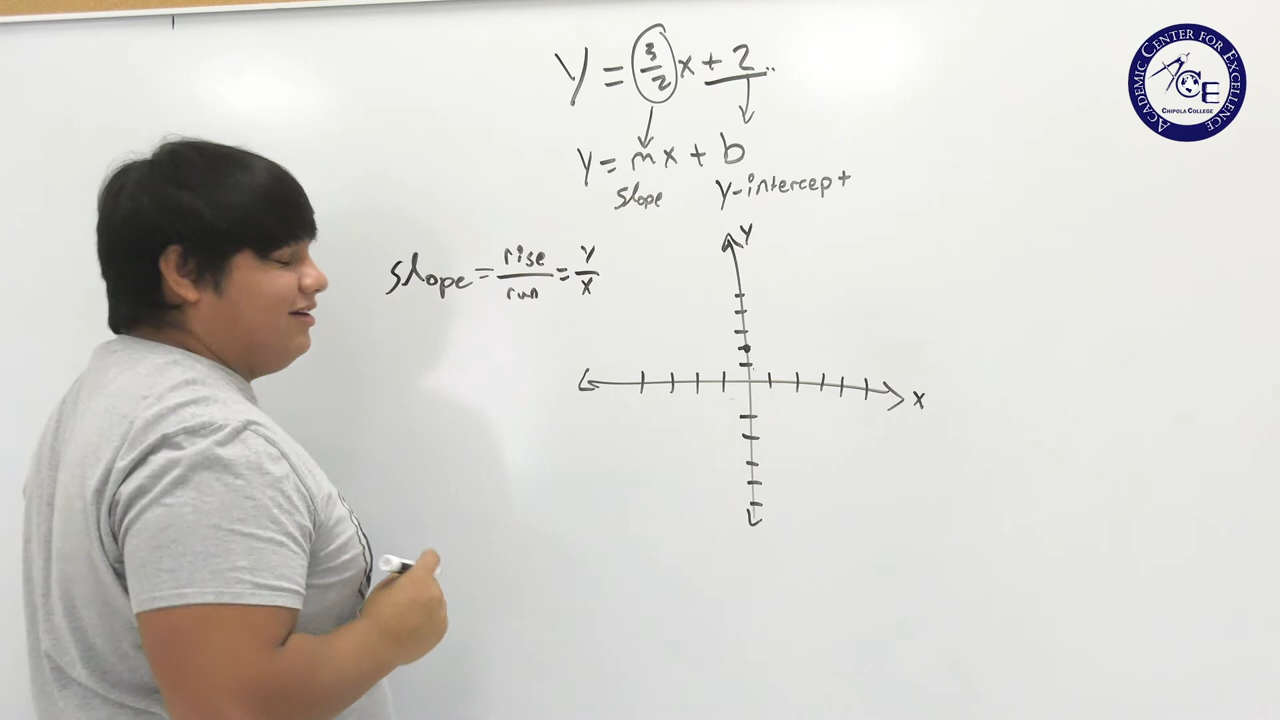 y = 3/2 x + 2
y = mx + b
slope y-intercept
slope = rise/run = y/x
y
x
ACADEMIC CENTER FOR EXCELLENCE
ACE
CHIPOLA COLLEGE